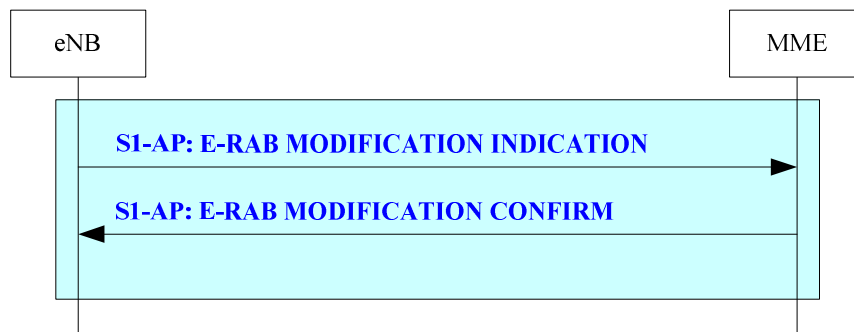 eNB
MME
S1-AP: E-RAB MODIFICATION INDICATION
S1-AP: E-RAB MODIFICATION CONFIRM